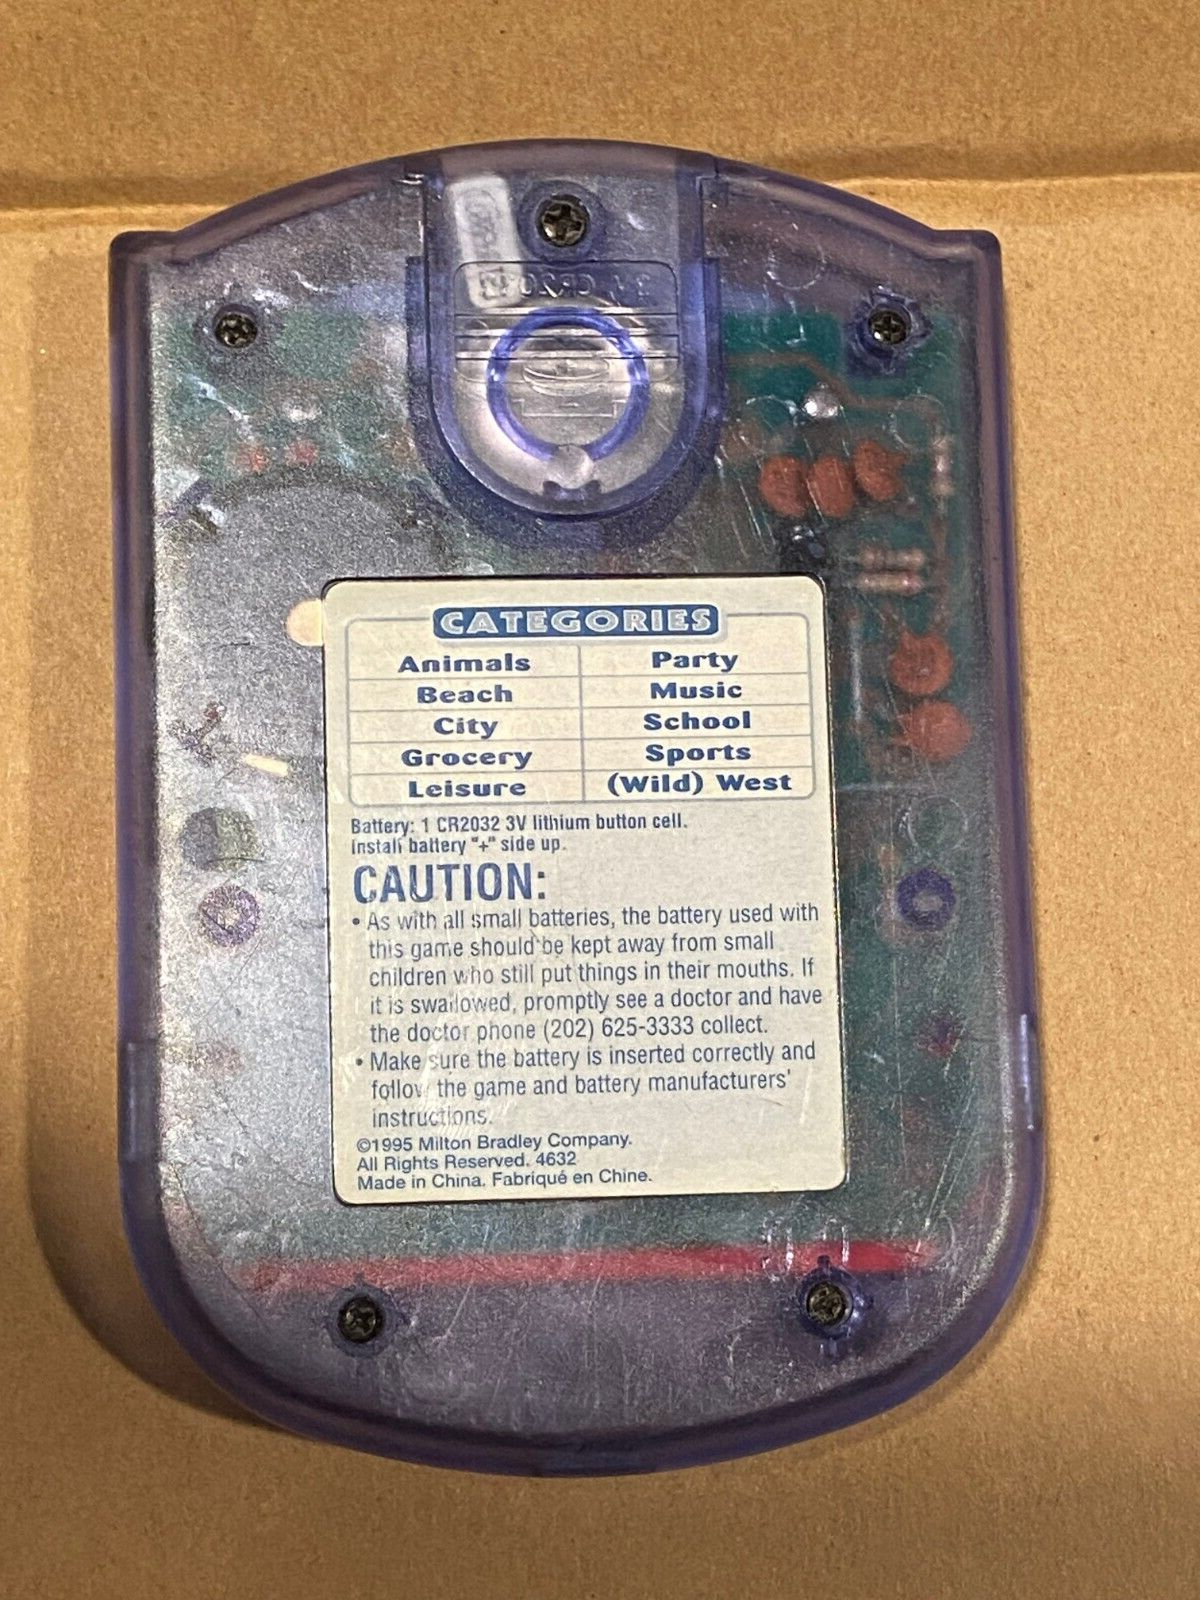 CATEGORIES
Animals Party
Beach Music
City School
Grocery Sports
Leisure (Wild) West
Battery: 1 CR2032 3V lithium button cell.
Install battery "+" side up.
CAUTION:
• As with all small batteries, the battery used with
this game should be kept away from small
children who still put things in their mouths. If
it is swallowed, promptly see a doctor and have
the doctor phone (202) 625-3333 collect.
• Make sure the battery is inserted correctly and
follow the game and battery manufacturers'
instructions.
©1995 Milton Bradley Company.
All Rights Reserved. 4632
Made in China. Fabriqué en Chine.